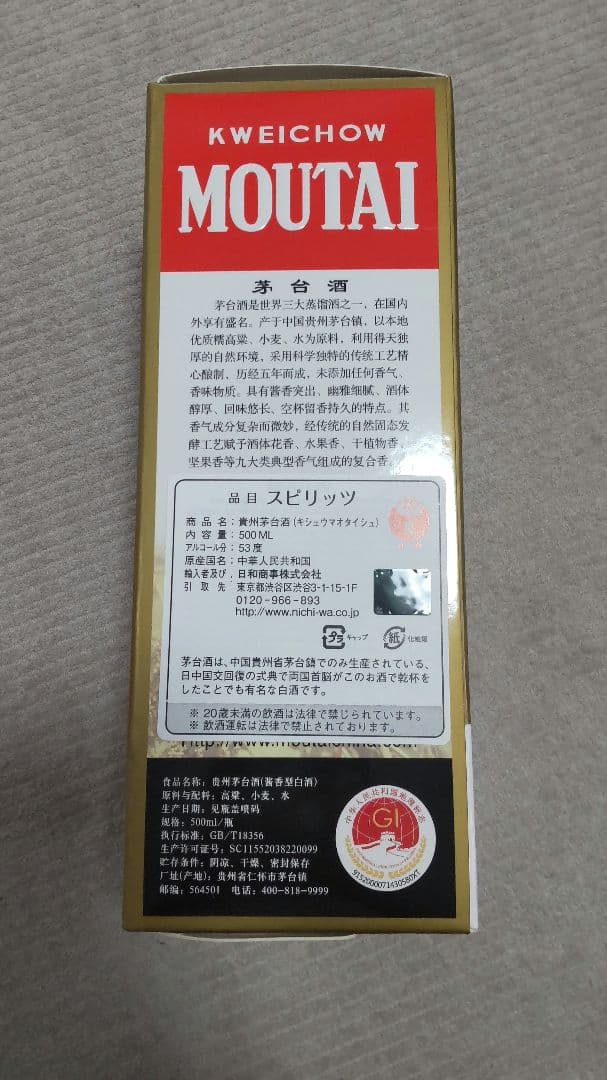 KWEICHOW
MOUTAI
茅台酒
茅台酒是世界三大蒸馏酒之一，在国内
外享有盛名。产于中国贵州茅台镇，以本地
优质糯高粱、小麦、水为原料，利用得天独
厚的自然环境，采用科学独特的传统工艺精
心酿制，历经五年而成，未添加任何香气、
香味物质。具有酱香突出、幽雅细腻、酒体
醇厚、回味悠长、空杯留香持久的特点。其
香气成分复杂而微妙，经传统的自然固态发
酵工艺赋予酒体花香、水果香、干植物香、
坚果香等九大类典型香气组成的复合香。
品目 スピリッツ
商品名：貴州茅台酒(キシュウマオタイシュ)
内容量：500ML
アルコール分：53度
原産国名：中華人民共和国
輸入者及び，日和商事株式会社
引取先 東京都渋谷区渋谷3-1-15-1F
0120-966-893
http://www.nichi-wa.co.jp
プラ キャップ 紙 化粧箱
茅台酒は、中国貴州省茅台鎮でのみ生産されている、
日中国交回復の式典で両国首脳がこのお酒で乾杯を
したことでも有名な白酒です。
※ 20歳未満の飲酒は法律で禁じられています。
※ 飲酒運転は法律で禁止されております。
http://www.moutaichina.com
食品名称：贵州茅台酒(酱香型白酒)
原料与配料：高粱、小麦、水
生产日期：见瓶盖喷码
规格：500ml/瓶
执行标准：GB/T18356
生产许可证号：SC11552038220099
贮存条件：阴凉、干燥、密封保存
厂址(产地)：贵州省仁怀市茅台镇
邮编：564501 电话：400-818-9999
中华人民共和国地理标志
GI
91520000714305​80XT